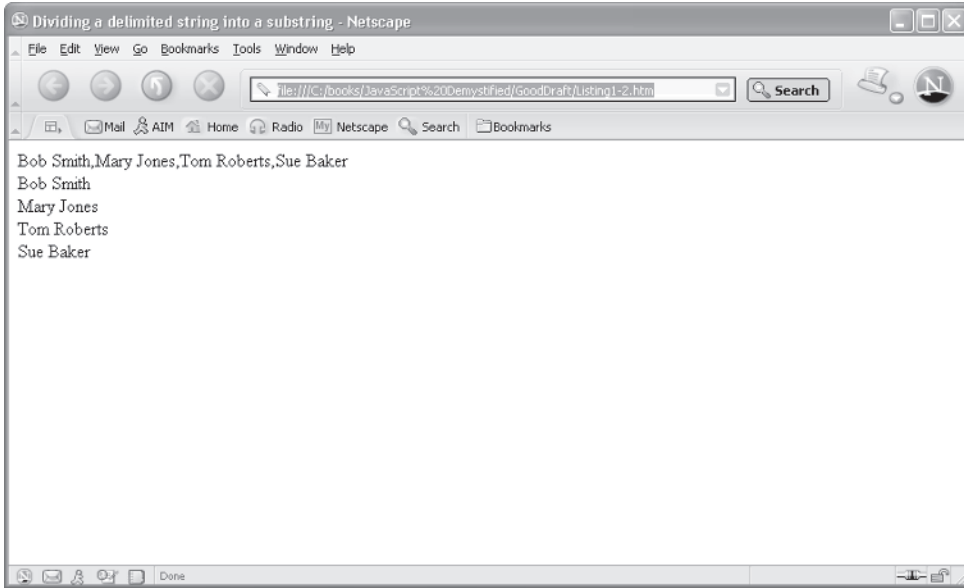 Dividing a delimited string into a substring - Netscape
File Edit View Go Bookmarks Tools Window Help
file:///C:/books/JavaScript%20Demystified/GoodDraft/Listing1-2.htm
Search
N
Mail AIM Home Radio My Netscape Search Bookmarks
Bob Smith,Mary Jones,Tom Roberts,Sue Baker
Bob Smith
Mary Jones
Tom Roberts
Sue Baker
Done